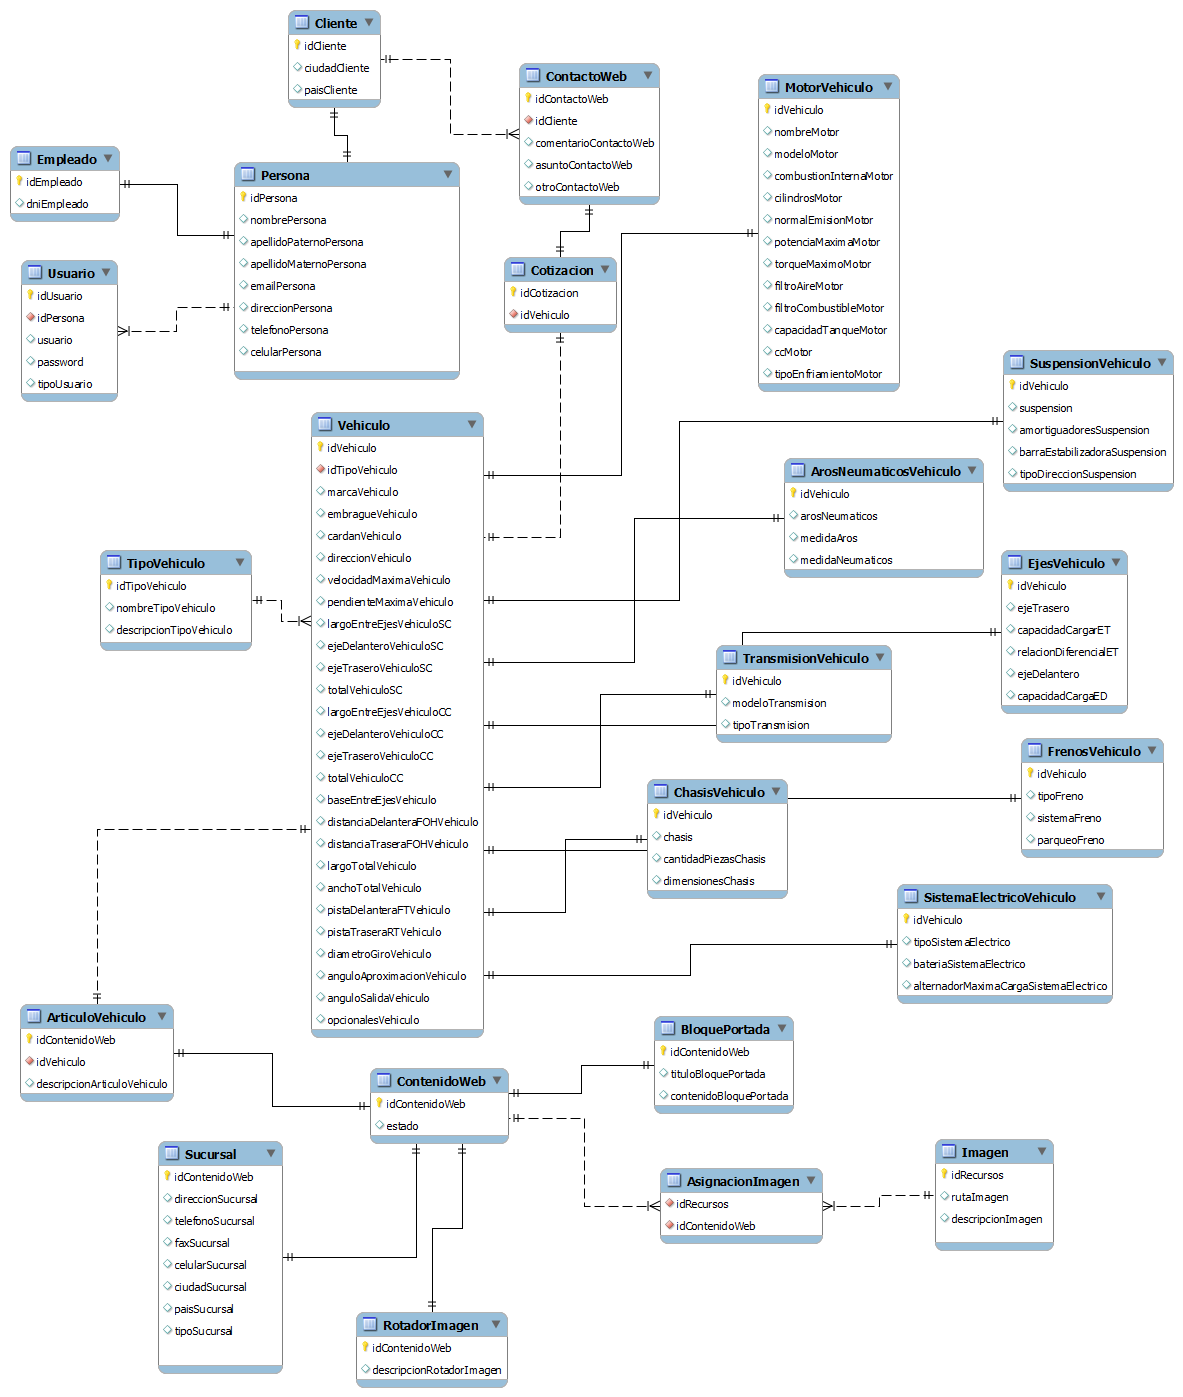 Cliente
idCliente
ciudadCliente
paisCliente
ContactoWeb
idContactoWeb
idCliente
comentarioContactoWeb
asuntoContactoWeb
otroContactoWeb
MotorVehiculo
idVehiculo
nombreMotor
modeloMotor
combustionInternaMotor
cilindrosMotor
normalEmisionMotor
potenciaMaximaMotor
torqueMaximoMotor
filtroAireMotor
filtroCombustibleMotor
capacidadTanqueMotor
ccMotor
tipoEnfriamientoMotor
Empleado
idEmpleado
dniEmpleado
Persona
idPersona
nombrePersona
apellidoPaternoPersona
apellidoMaternoPersona
emailPersona
direccionPersona
telefonoPersona
celularPersona
Usuario
idUsuario
idPersona
usuario
password
tipoUsuario
Cotizacion
idCotizacion
idVehiculo
SuspensionVehiculo
idVehiculo
suspension
amortiguadoresSuspension
barraEstabilizadoraSuspension
tipoDireccionSuspension
Vehiculo
idVehiculo
idTipoVehiculo
marcaVehiculo
embragueVehiculo
cardanVehiculo
direccionVehiculo
velocidadMaximaVehiculo
pendienteMaximaVehiculo
largoEntreEjesVehiculoSC
ejeDelanteroVehiculoSC
ejeTraseroVehiculoSC
totalVehiculoSC
largoEntreEjesVehiculoCC
ejeDelanteroVehiculoCC
ejeTraseroVehiculoCC
totalVehiculoCC
baseEntreEjesVehiculo
distanciaDelanteraFOHVehiculo
distanciaTraseraFOHVehiculo
largoTotalVehiculo
anchoTotalVehiculo
pistaDelanteraFTVehiculo
pistaTraseraRTVehiculo
diametroGiroVehiculo
anguloAproximacionVehiculo
anguloSalidaVehiculo
opcionalesVehiculo
ArosNeumaticosVehiculo
idVehiculo
arosNeumaticos
medidaAros
medidaNeumaticos
TipoVehiculo
idTipoVehiculo
nombreTipoVehiculo
descripcionTipoVehiculo
EjesVehiculo
idVehiculo
ejeTrasero
capacidadCargarET
relacionDiferencialET
ejeDelantero
capacidadCargaED
TransmisionVehiculo
idVehiculo
modeloTransmision
tipoTransmision
FrenosVehiculo
idVehiculo
tipoFreno
sistemaFreno
parqueoFreno
ChasisVehiculo
idVehiculo
chasis
cantidadPiezasChasis
dimensionesChasis
SistemaElectricoVehiculo
idVehiculo
tipoSistemaElectrico
bateriaSistemaElectrico
alternadorMaximaCargaSistemaElectrico
ArticuloVehiculo
idContenidoWeb
idVehiculo
descripcionArticuloVehiculo
BloquePortada
idContenidoWeb
tituloBloquePortada
contenidoBloquePortada
ContenidoWeb
idContenidoWeb
estado
Sucursal
idContenidoWeb
direccionSucursal
telefonoSucursal
faxSucursal
celularSucursal
ciudadSucursal
paisSucursal
tipoSucursal
AsignacionImagen
idRecursos
idContenidoWeb
Imagen
idRecursos
rutaImagen
descripcionImagen
RotadorImagen
idContenidoWeb
descripcionRotadorImagen